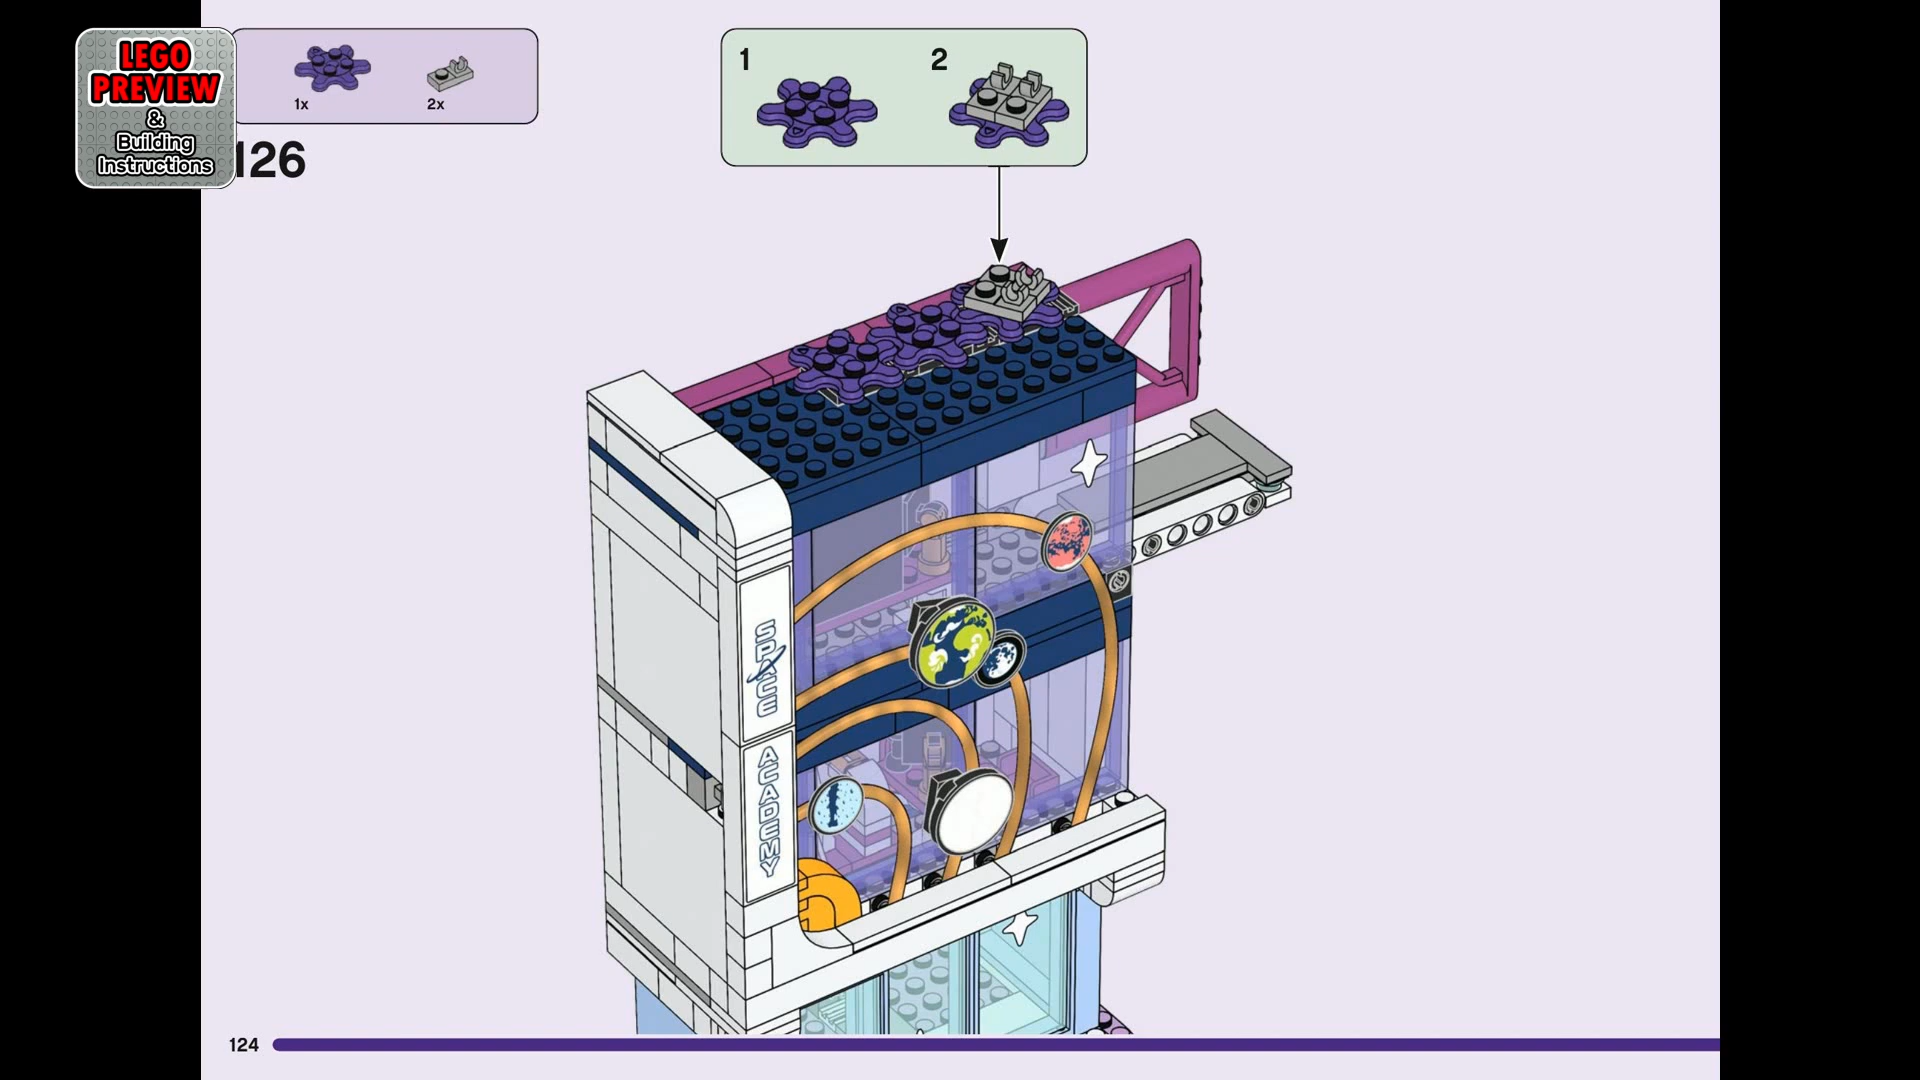 LEGO
PREVIEW
&
Building
Instructions
1x
2x
1
2
126
SPACE
ACADEMY
124